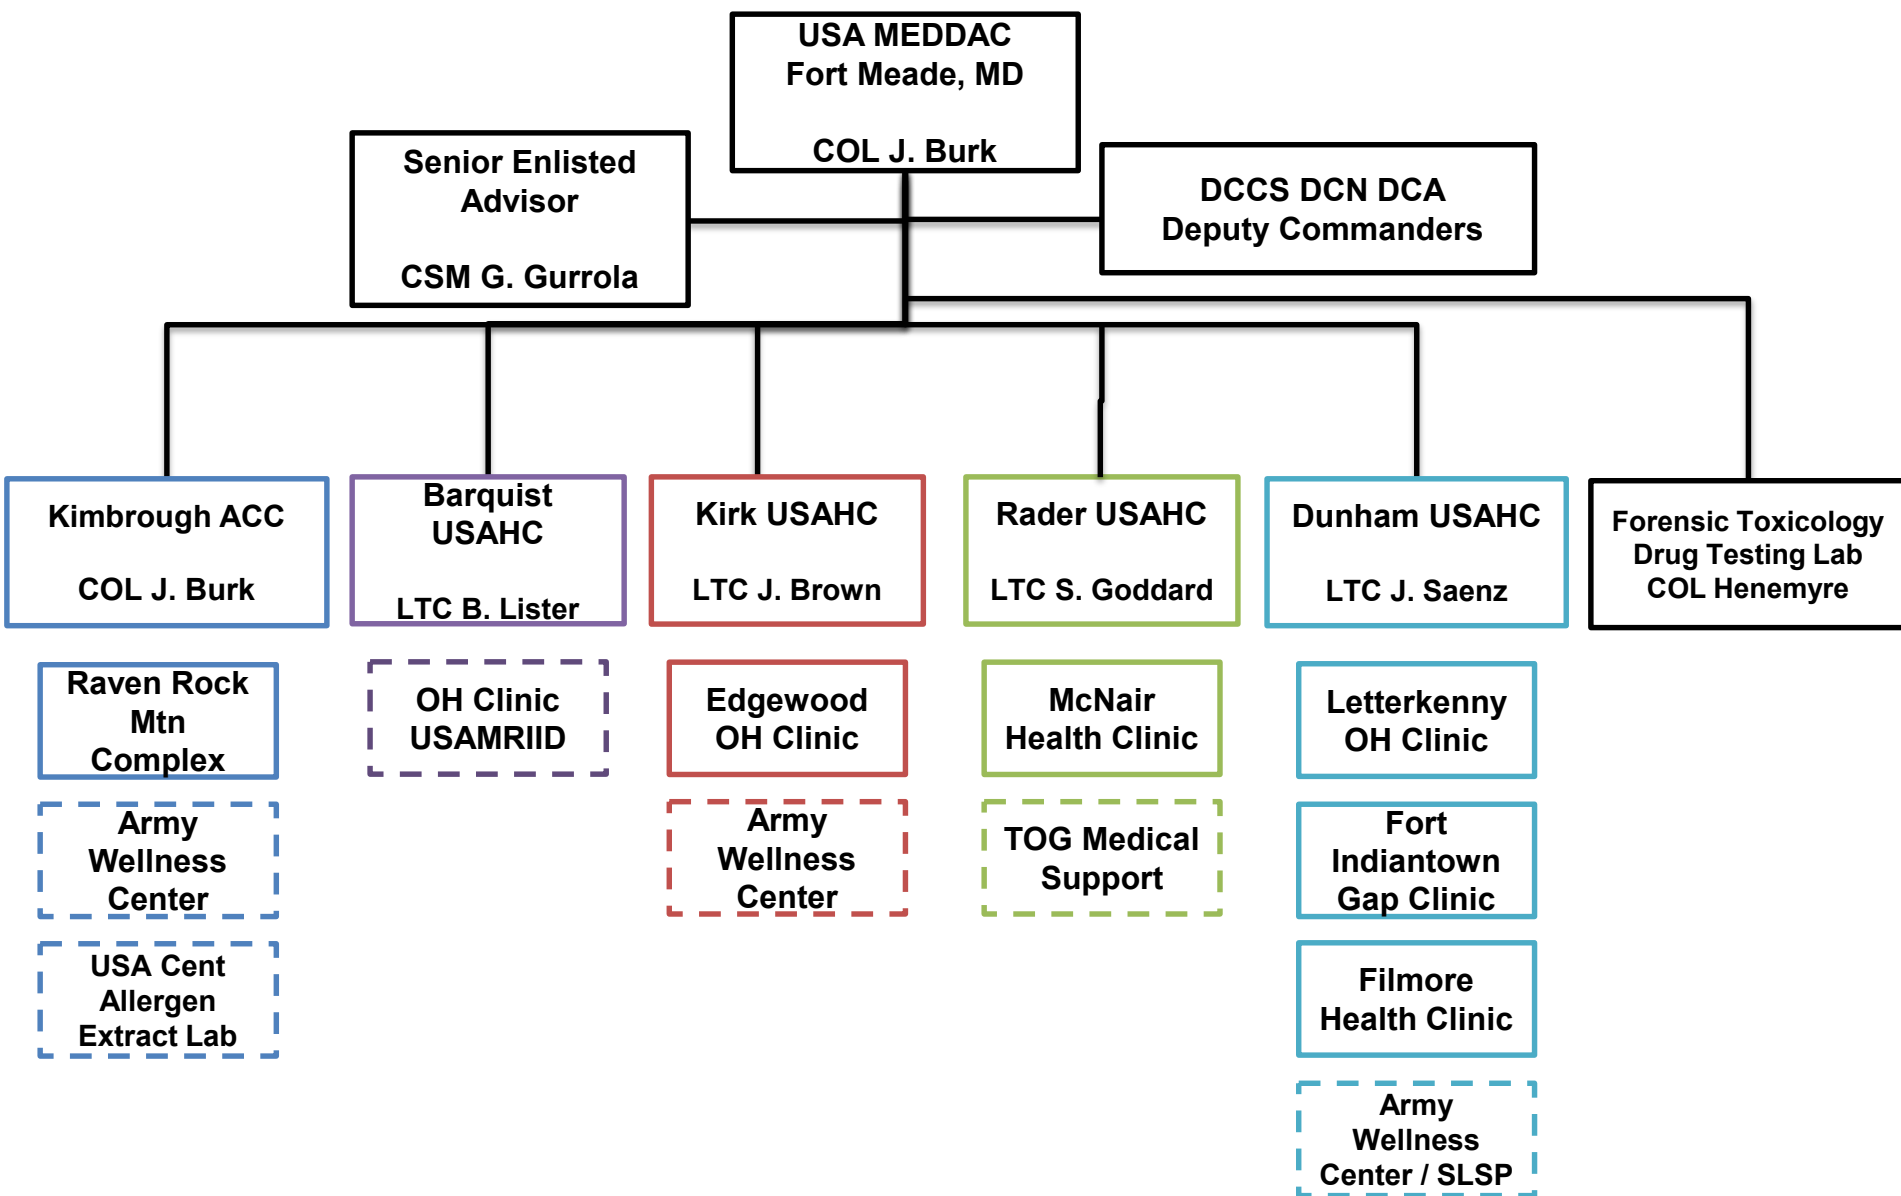 USA MEDDAC
Fort Meade, MD
COL J. Burk
Senior Enlisted
Advisor
CSM G. Gurrola
DCCS DCN DCA
Deputy Commanders
Kimbrough ACC
COL J. Burk
Barquist
USAHC
LTC B. Lister
Kirk USAHC
LTC J. Brown
Rader USAHC
LTC S. Goddard
Dunham USAHC
LTC J. Saenz
Forensic Toxicology
Drug Testing Lab
COL Henemyre
Raven Rock
Mtn
Complex
OH Clinic
USAMRIID
Edgewood
OH Clinic
McNair
Health Clinic
Letterkenny
OH Clinic
Army
Wellness
Center
Army
Wellness
Center
TOG Medical
Support
Fort
Indiantown
Gap Clinic
USA Cent
Allergen
Extract Lab
Filmore
Health Clinic
Army
Wellness
Center / SLSP